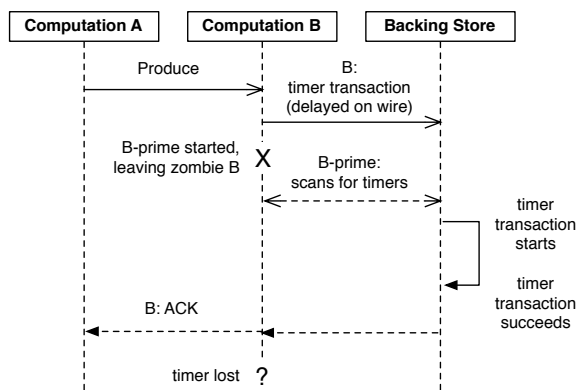 Computation A
Computation B
Backing Store
Produce
B:
timer transaction
(delayed on wire)
B-prime started,
leaving zombie B
X
B-prime:
scans for timers
timer
transaction
starts
timer
transaction
succeeds
B: ACK
timer lost
?